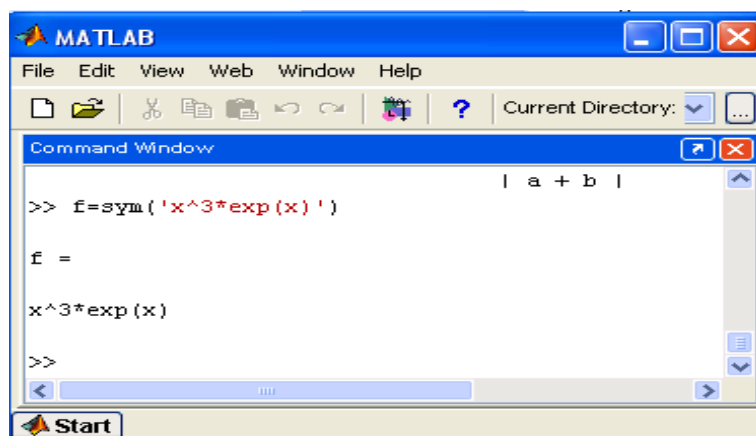 MATLAB
File Edit View Web Window Help
? Current Directory: ...
Command Window
| a + b |
>> f=sym('x^3*exp(x)')
f =
x^3*exp(x)
>>
Start